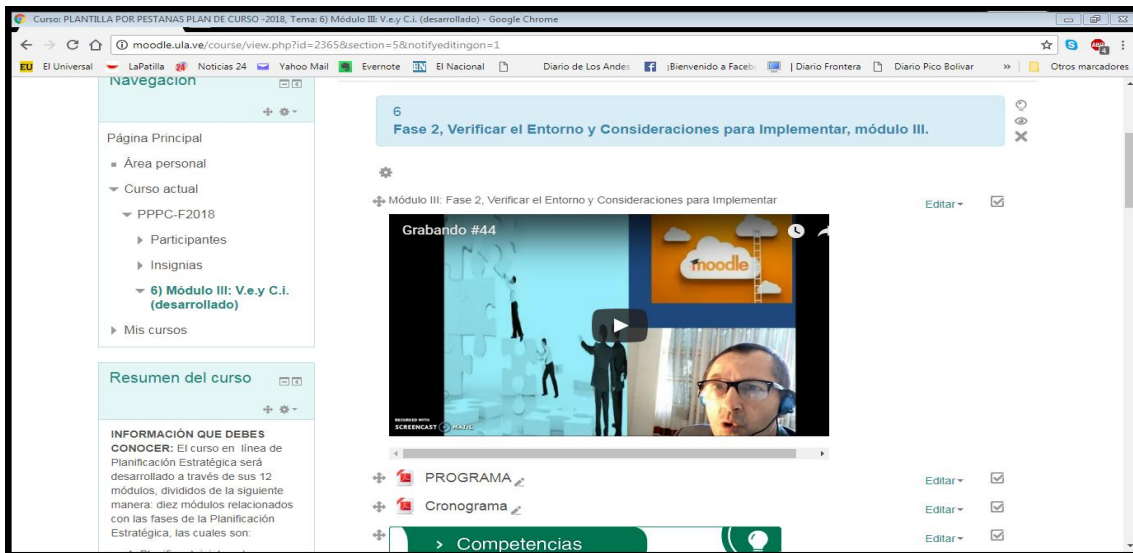 Curso: PLANTILLA POR PESTANAS PLAN DE CURSO -2018, Tema: 6) Módulo III: V.e.y C.i. (desarrollado) - Google Chrome
moodle.ula.ve/course/view.php?id=2365&section=5&notifyeditingon=1
EU El Universal LaPatilla 24 Noticias 24 Yahoo Mail Evernote EN El Nacional Diario de Los Andes ¡Bienvenido a Facebo | Diario Frontera Diario Pico Bolivar » Otros marcadores
Navegación
Página Principal
Área personal
Curso actual
PPPC-F2018
Participantes
Insignias
6) Módulo III: V.e.y C.i.
(desarrollado)
Mis cursos
Resumen del curso
INFORMACIÓN QUE DEBES
CONOCER: El curso en línea de
Planificación Estratégica será
desarrollado a través de sus 12
módulos, divididos de la siguiente
manera: diez módulos relacionados
con las fases de la Planificación
Estratégica, las cuales son:
6
Fase 2, Verificar el Entorno y Consideraciones para Implementar, módulo III.
Módulo III: Fase 2, Verificar el Entorno y Consideraciones para Implementar
Editar
Grabando #44
moodle
RECORDED WITH
SCREENCAST O MATIC
PROGRAMA
Editar
Cronograma
Editar
> Competencias
Editar